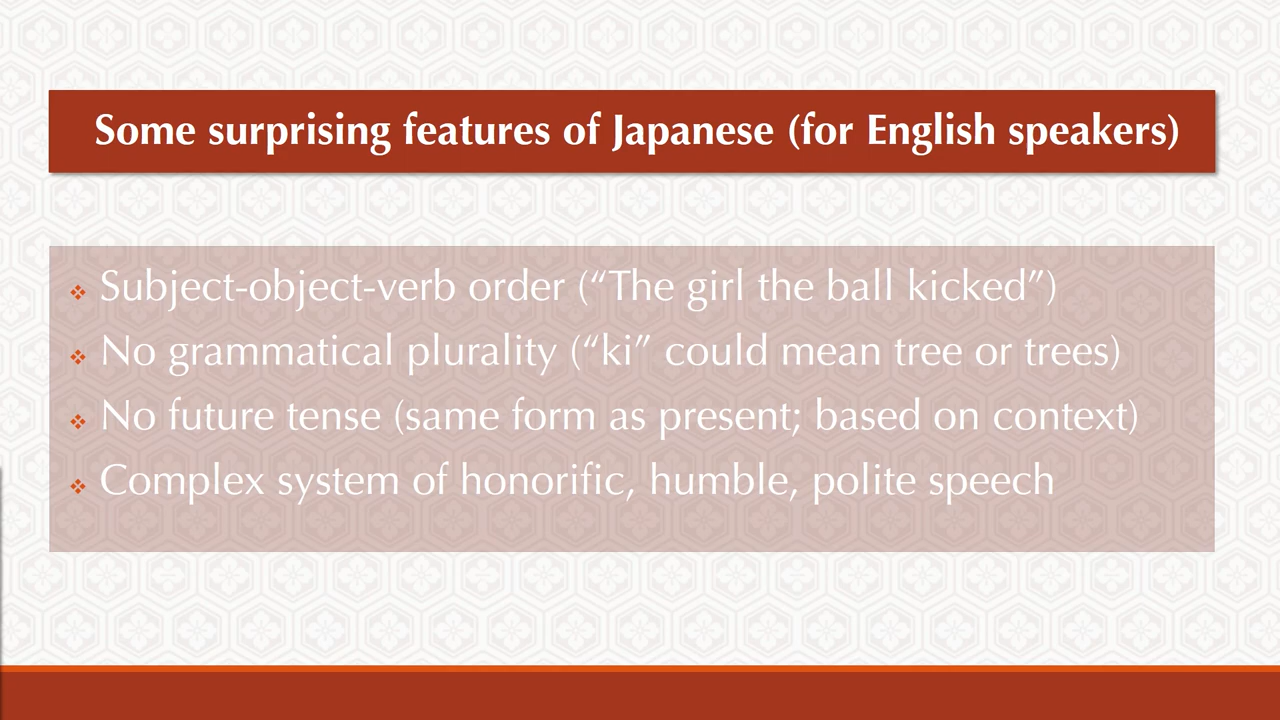 Some surprising features of Japanese (for English speakers)
Subject-object-verb order (“The girl the ball kicked”)
No grammatical plurality (“ki” could mean tree or trees)
No future tense (same form as present; based on context)
Complex system of honorific, humble, polite speech